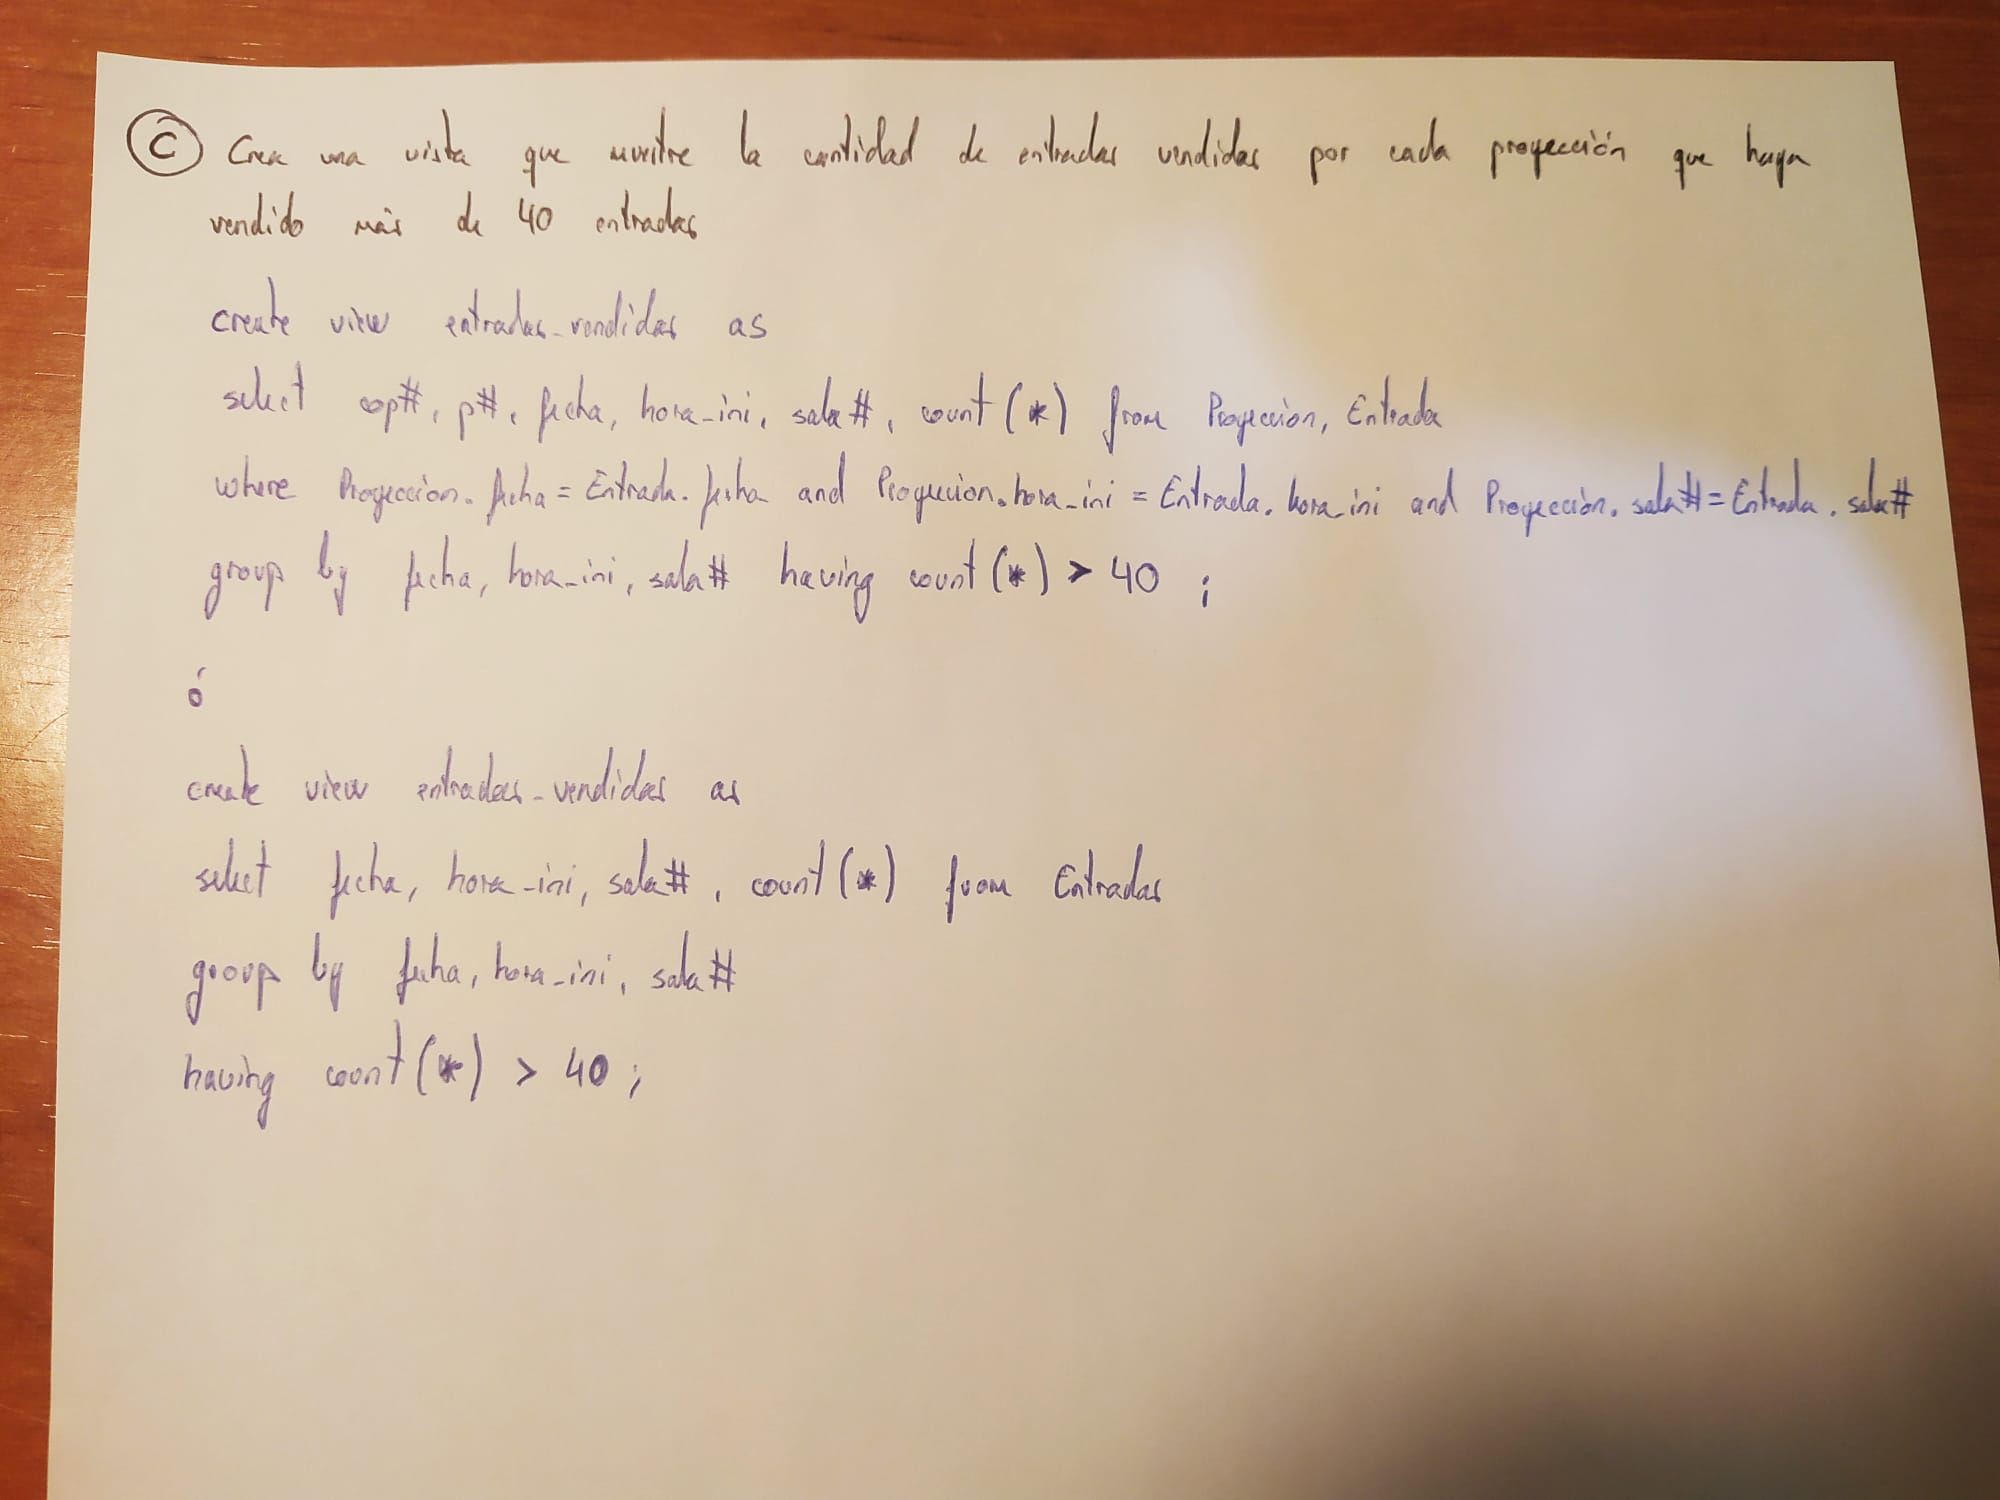 C Crea una vista que muestre la cantidad de entradas vendidas por cada proyección que haya
vendido más de 40 entradas
create view entradas_vendidas as
select cop#, p#, fecha, hora_ini, sala#, count(*) from Proyeccion, Entrada
where Proyeccion.fecha = Entrada.fecha and Proyeccion.hora_ini = Entrada.hora_ini and Proyección.sala# = Entrada.sala#
group by fecha, hora_ini, sala# having count(*) > 40 ;
ó
create view entradas_vendidas as
select fecha, hora_ini, sala#, count(*) from Entradas
group by fecha, hora_ini, sala#
having count(*) > 40 ;